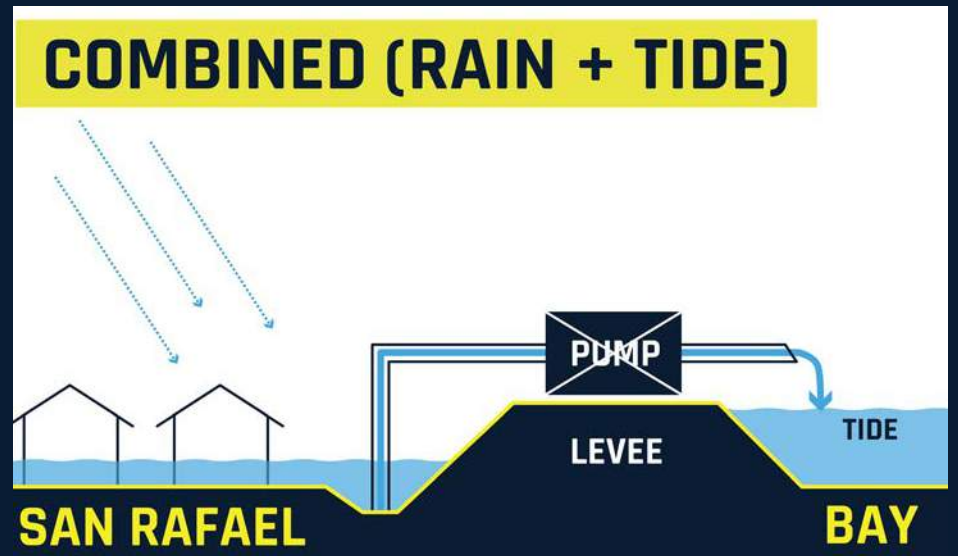 COMBINED (RAIN + TIDE)
PUMP
TIDE
LEVEE
SAN RAFAEL
BAY